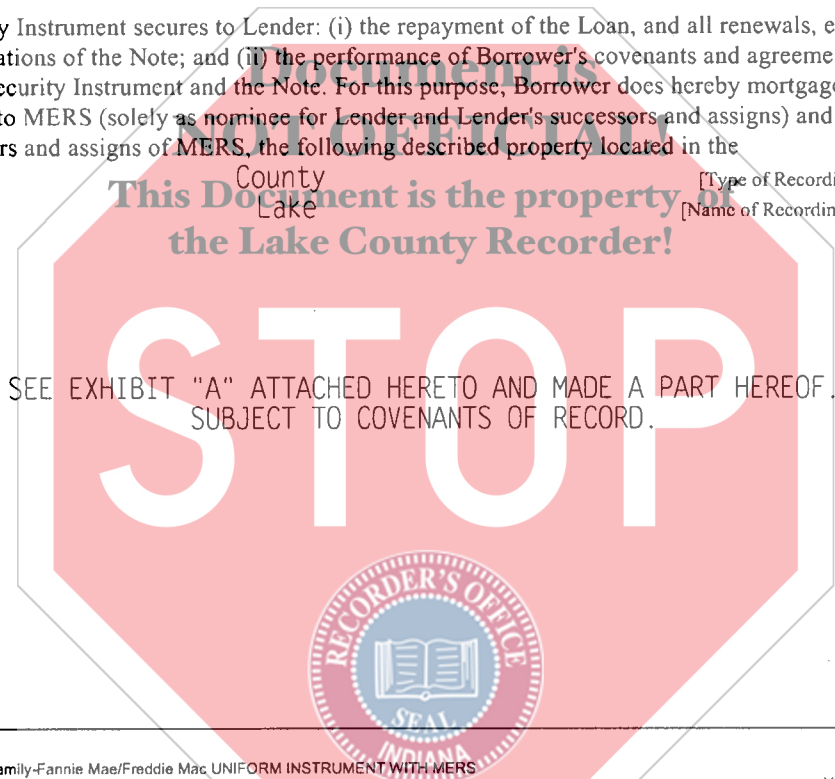 y Instrument secures to Lender: (i) the repayment of the Loan, and all renewals, e
ations of the Note; and (ii) the performance of Borrower's covenants and agreeme
ecurity Instrument and the Note. For this purpose, Borrower does hereby mortgage
to MERS (solely as nominee for Lender and Lender's successors and assigns) and
rs and assigns of MERS, the following described property located in the
County [Type of Recordi
Lake [Name of Recordin
Document is
NOT OFFICIAL!
This Document is the property of
the Lake County Recorder!
STOP
SEE EXHIBIT "A" ATTACHED HERETO AND MADE A PART HEREOF.
SUBJECT TO COVENANTS OF RECORD.
RECORDER'S OFFICE
SEAL
INDIANA
amily-Fannie Mae/Freddie Mac UNIFORM INSTRUMENT WITH MERS